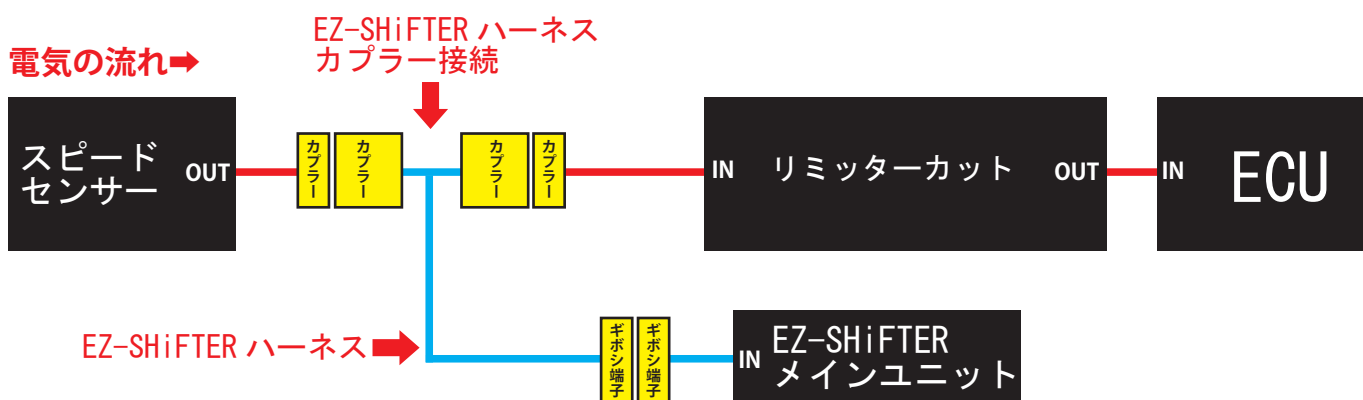 EZ-SHiFTER ハーネス
カプラー接続
電気の流れ➡
スピード
センサー
OUT
カプラー
カプラー
カプラー
カプラー
IN
リミッターカット
OUT
IN
ECU
EZ-SHiFTER ハーネス
ギボシ端子
ギボシ端子
IN
EZ-SHiFTER
メインユニット